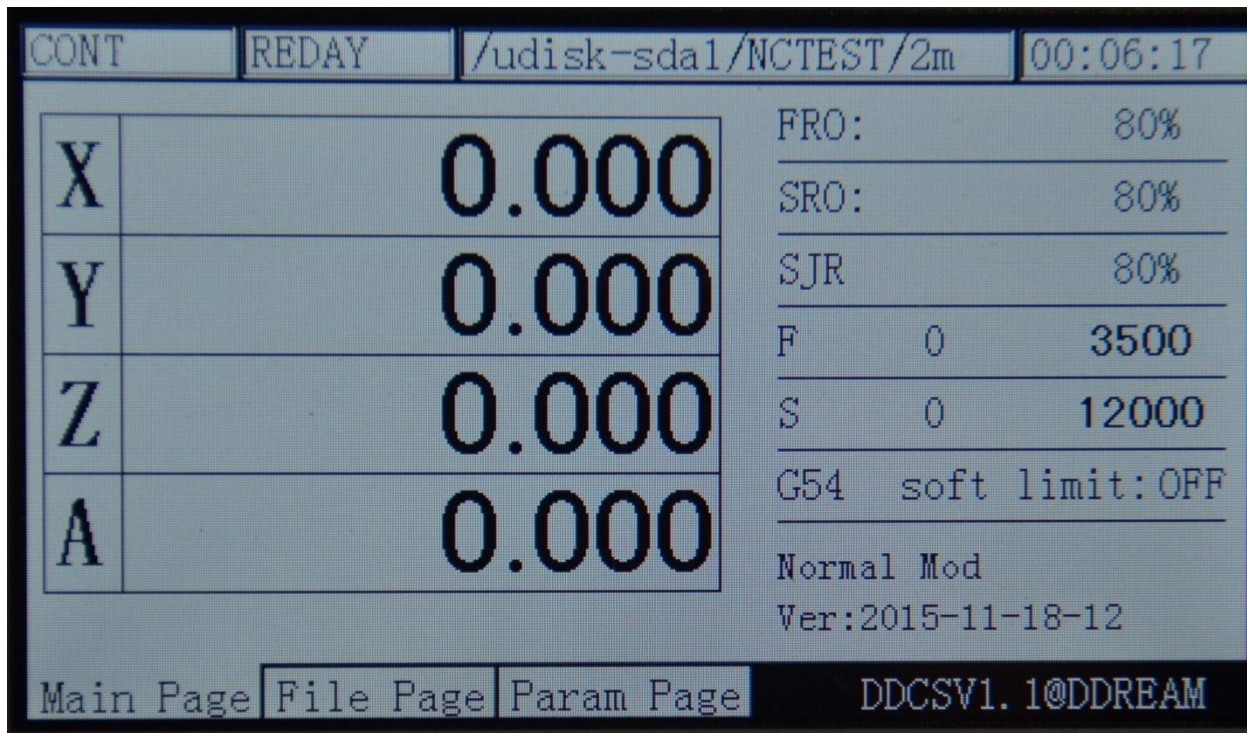 CONT REDAY /udisk-sda1/NCTEST/2m 00:06:17
X 0.000
Y 0.000
Z 0.000
A 0.000
FRO: 80%
SRO: 80%
SJR 80%
F 0 3500
S 0 12000
G54 soft limit:OFF
Normal Mod
Ver:2015-11-18-12
Main Page File Page Param Page DDCSV1.1@DDREAM